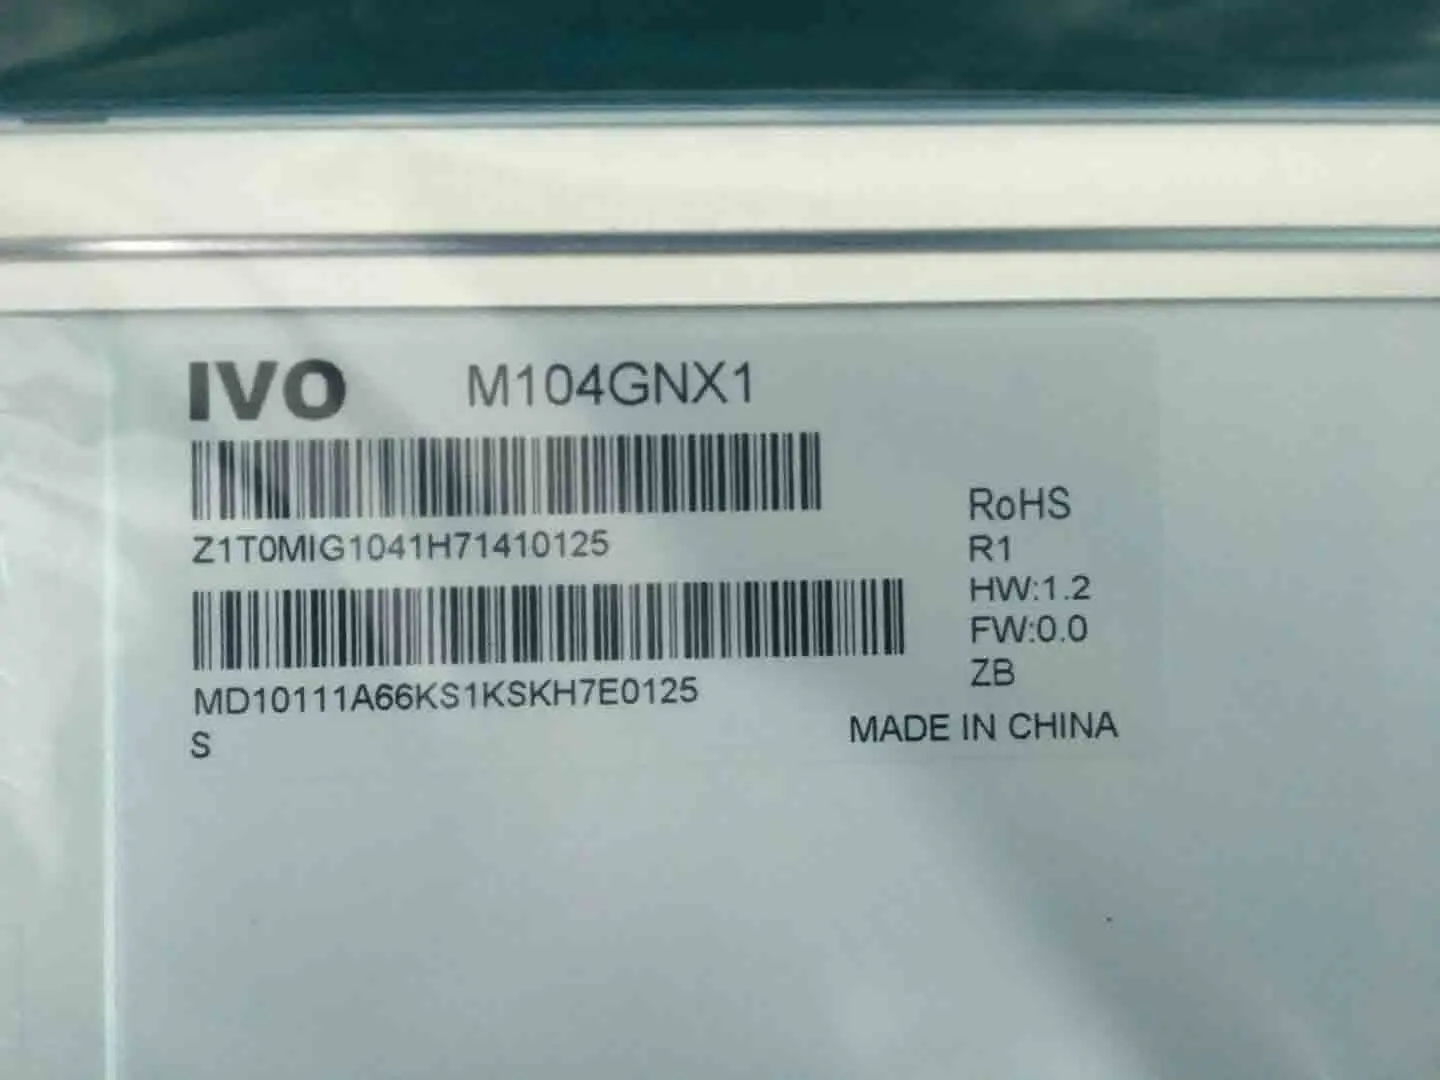 IVO M104GNX1
Z1T0MIG1041H71410125
MD10111A66KS1KSKH7E0125
S
RoHS
R1
HW:1.2
FW:0.0
ZB
MADE IN CHINA